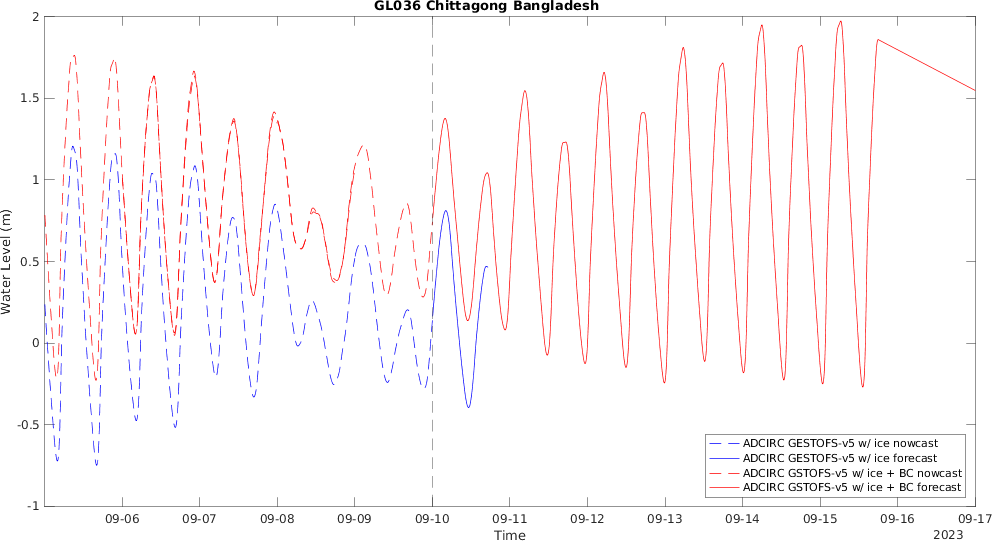 GL036 Chittagong Bangladesh
2
1.5
1
0.5
0
-0.5
-1
Water Level (m)
09-06
09-07
09-08
09-09
09-10
09-11
09-12
09-13
09-14
09-15
09-16
09-17
2023
Time
ADCIRC GESTOFS-v5 w/ ice nowcast
ADCIRC GESTOFS-v5 w/ ice forecast
ADCIRC GSTOFS-v5 w/ ice + BC nowcast
ADCIRC GSTOFS-v5 w/ ice + BC forecast